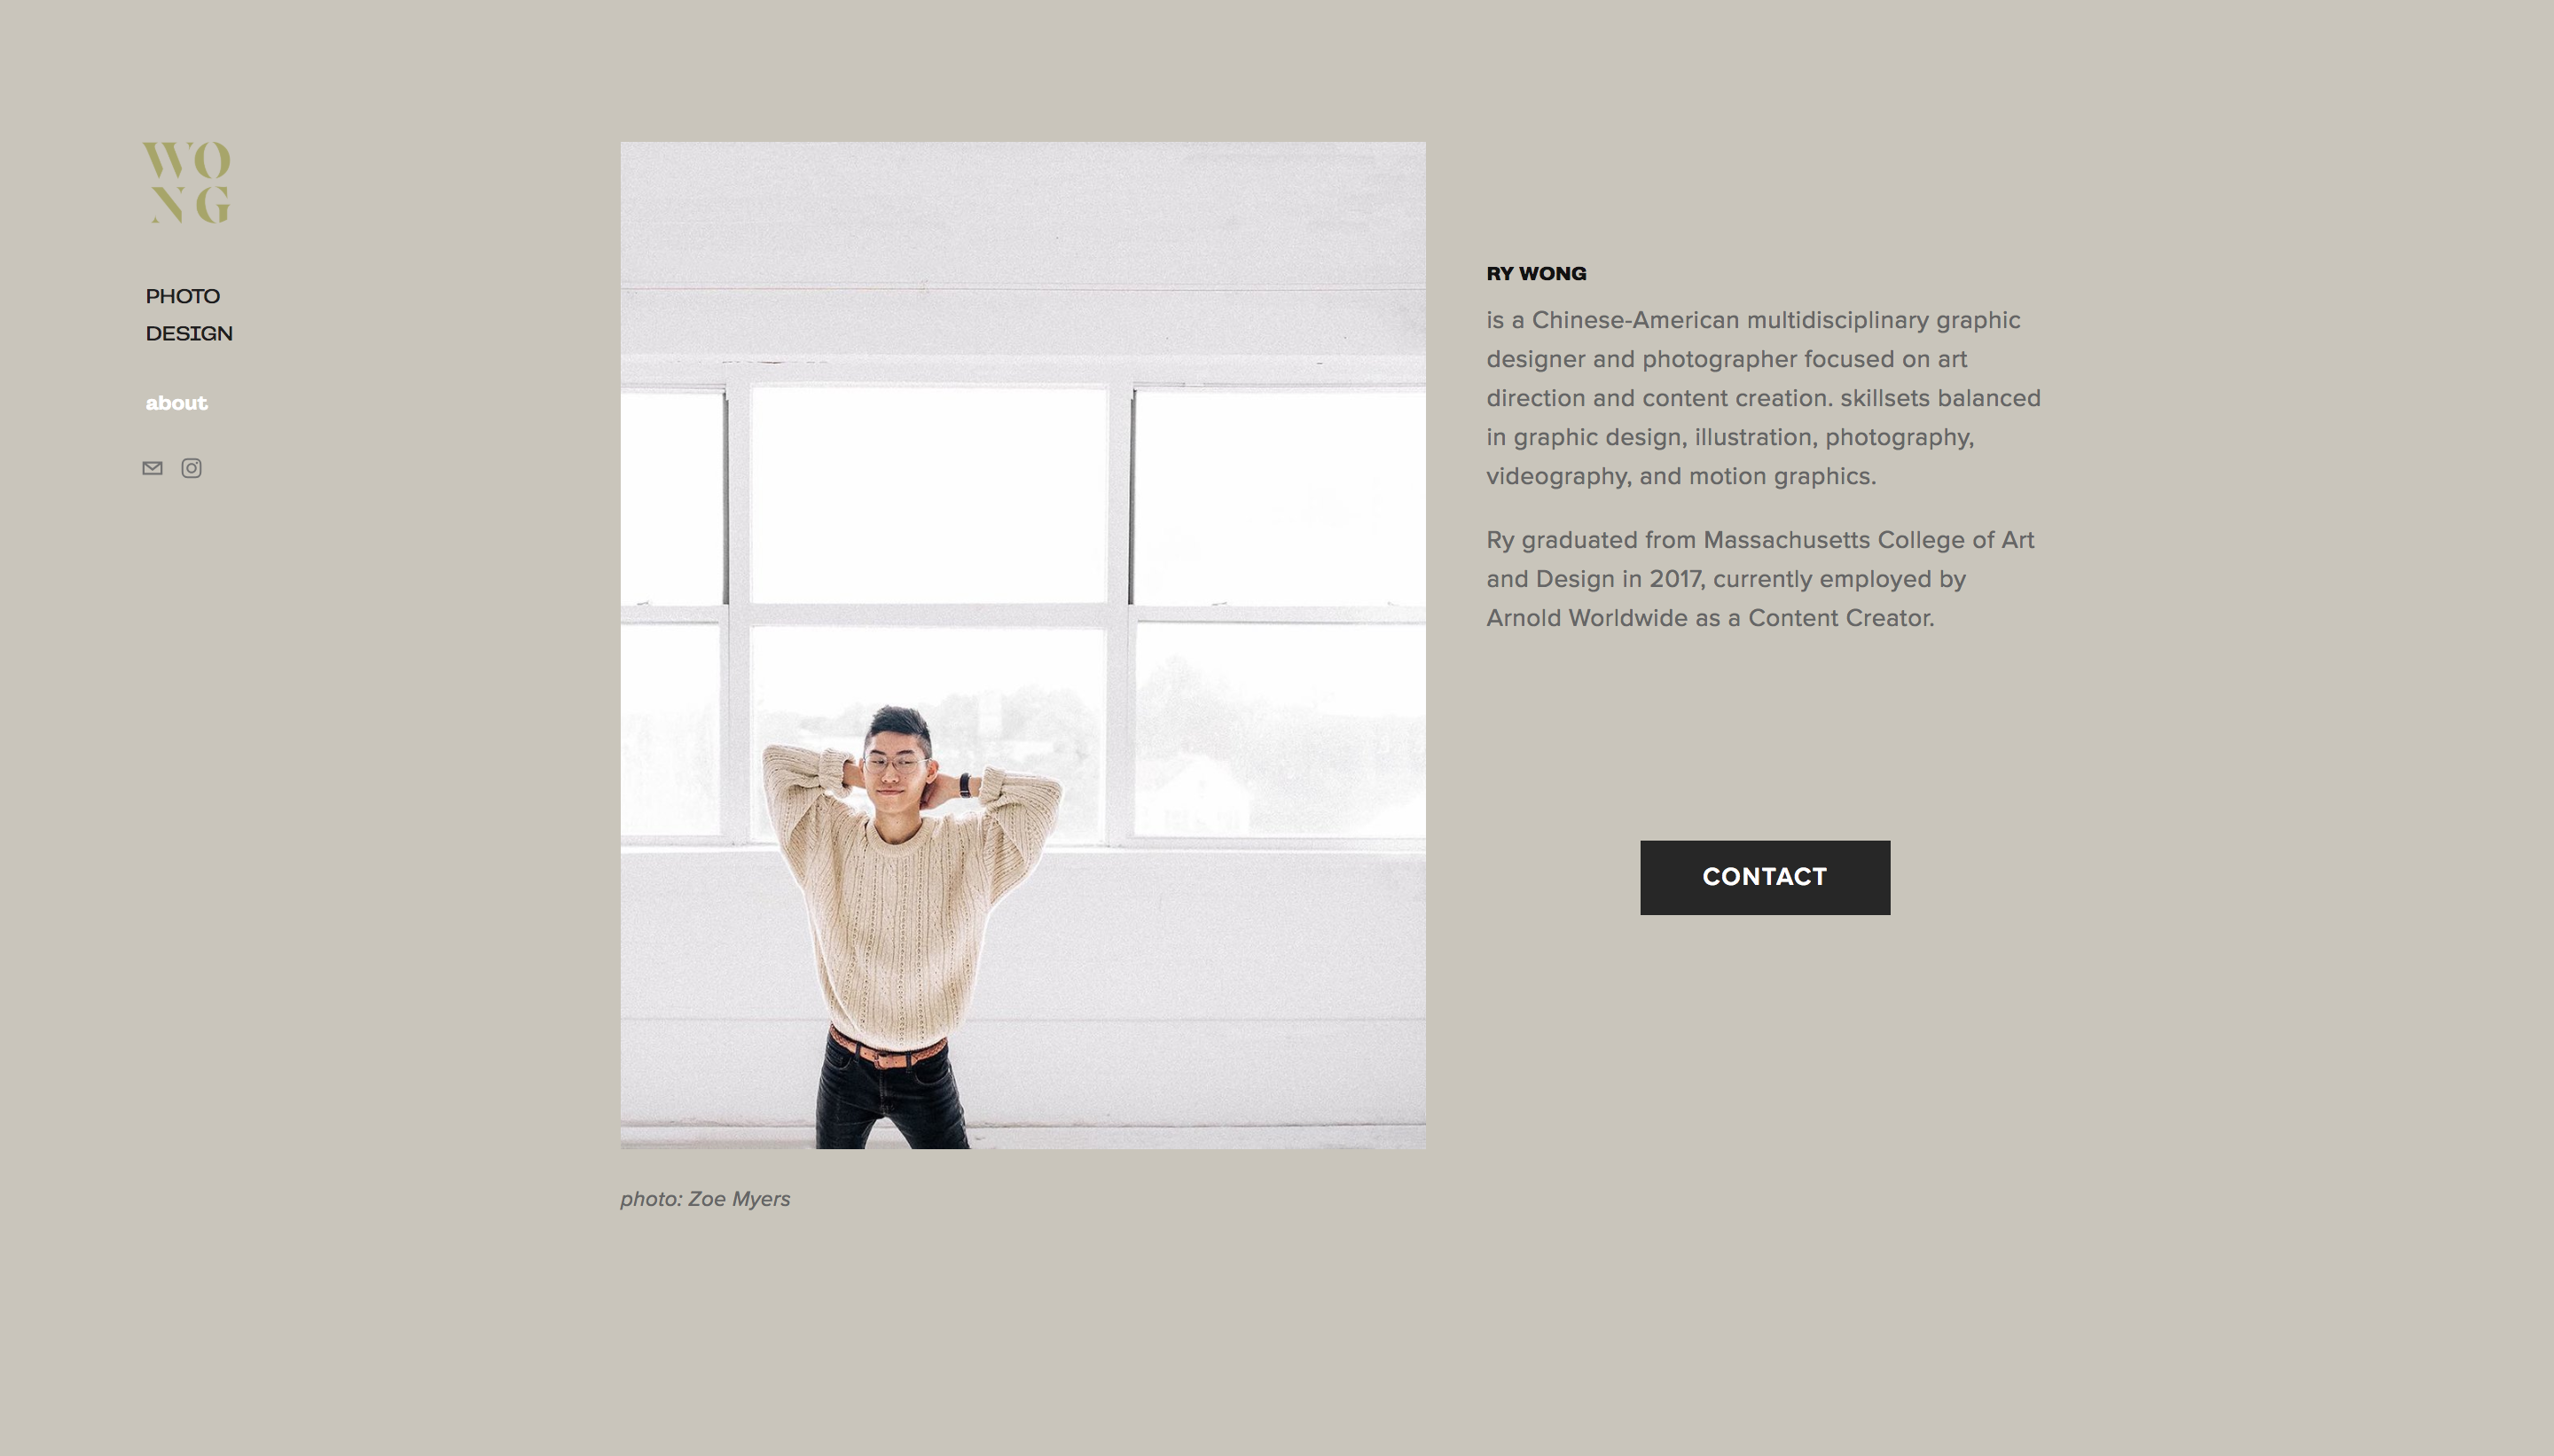 WO
NG
PHOTO
DESIGN
about
RY WONG
is a Chinese-American multidisciplinary graphic
designer and photographer focused on art
direction and content creation. skillsets balanced
in graphic design, illustration, photography,
videography, and motion graphics.
Ry graduated from Massachusetts College of Art
and Design in 2017, currently employed by
Arnold Worldwide as a Content Creator.
CONTACT
photo: Zoe Myers